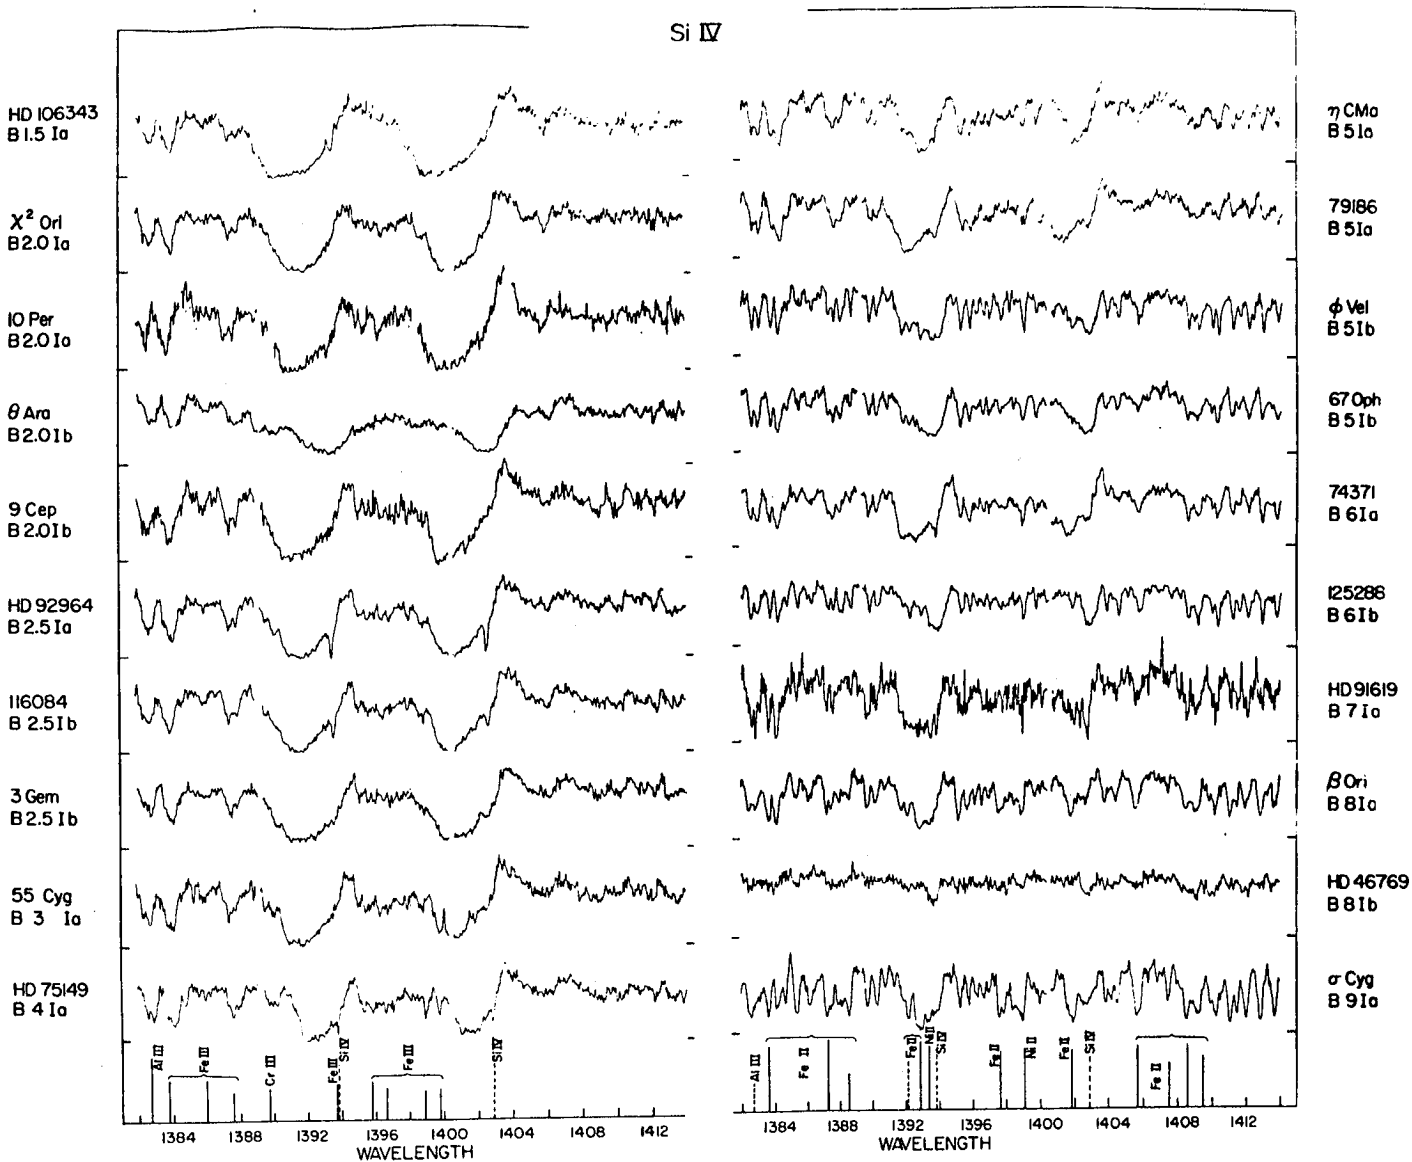 Si IV
HD 106343
B 1.5 Ia
χ² Ori
B 2.0 Ia
10 Per
B 2.0 Ia
θ Ara
B 2.0 Ib
9 Cep
B 2.0 Ib
HD 92964
B 2.5 Ia
116084
B 2.5 Ib
3 Gem
B 2.5 Ib
55 Cyg
B 3 Ia
HD 75149
B 4 Ia
Al III
Fe III
Cr III
Fe III
Si IV
Fe III
Si IV
1384 1388 1392 1396 1400 1404 1408 1412
WAVELENGTH
η CMa
B 5 Ia
79186
B 5 Ia
φ Vel
B 5 Ib
67 Oph
B 5 Ib
74371
B 6 Ia
125288
B 6 Ib
HD 91619
B 7 Ia
β Ori
B 8 Ia
HD 46769
B 8 Ib
σ Cyg
B 9 Ia
Al III
Fe II
Fe II
Ni II
Si IV
Fe II
Ni II
Fe II
Si IV
Fe II
1384 1388 1392 1396 1400 1404 1408 1412
WAVELENGTH